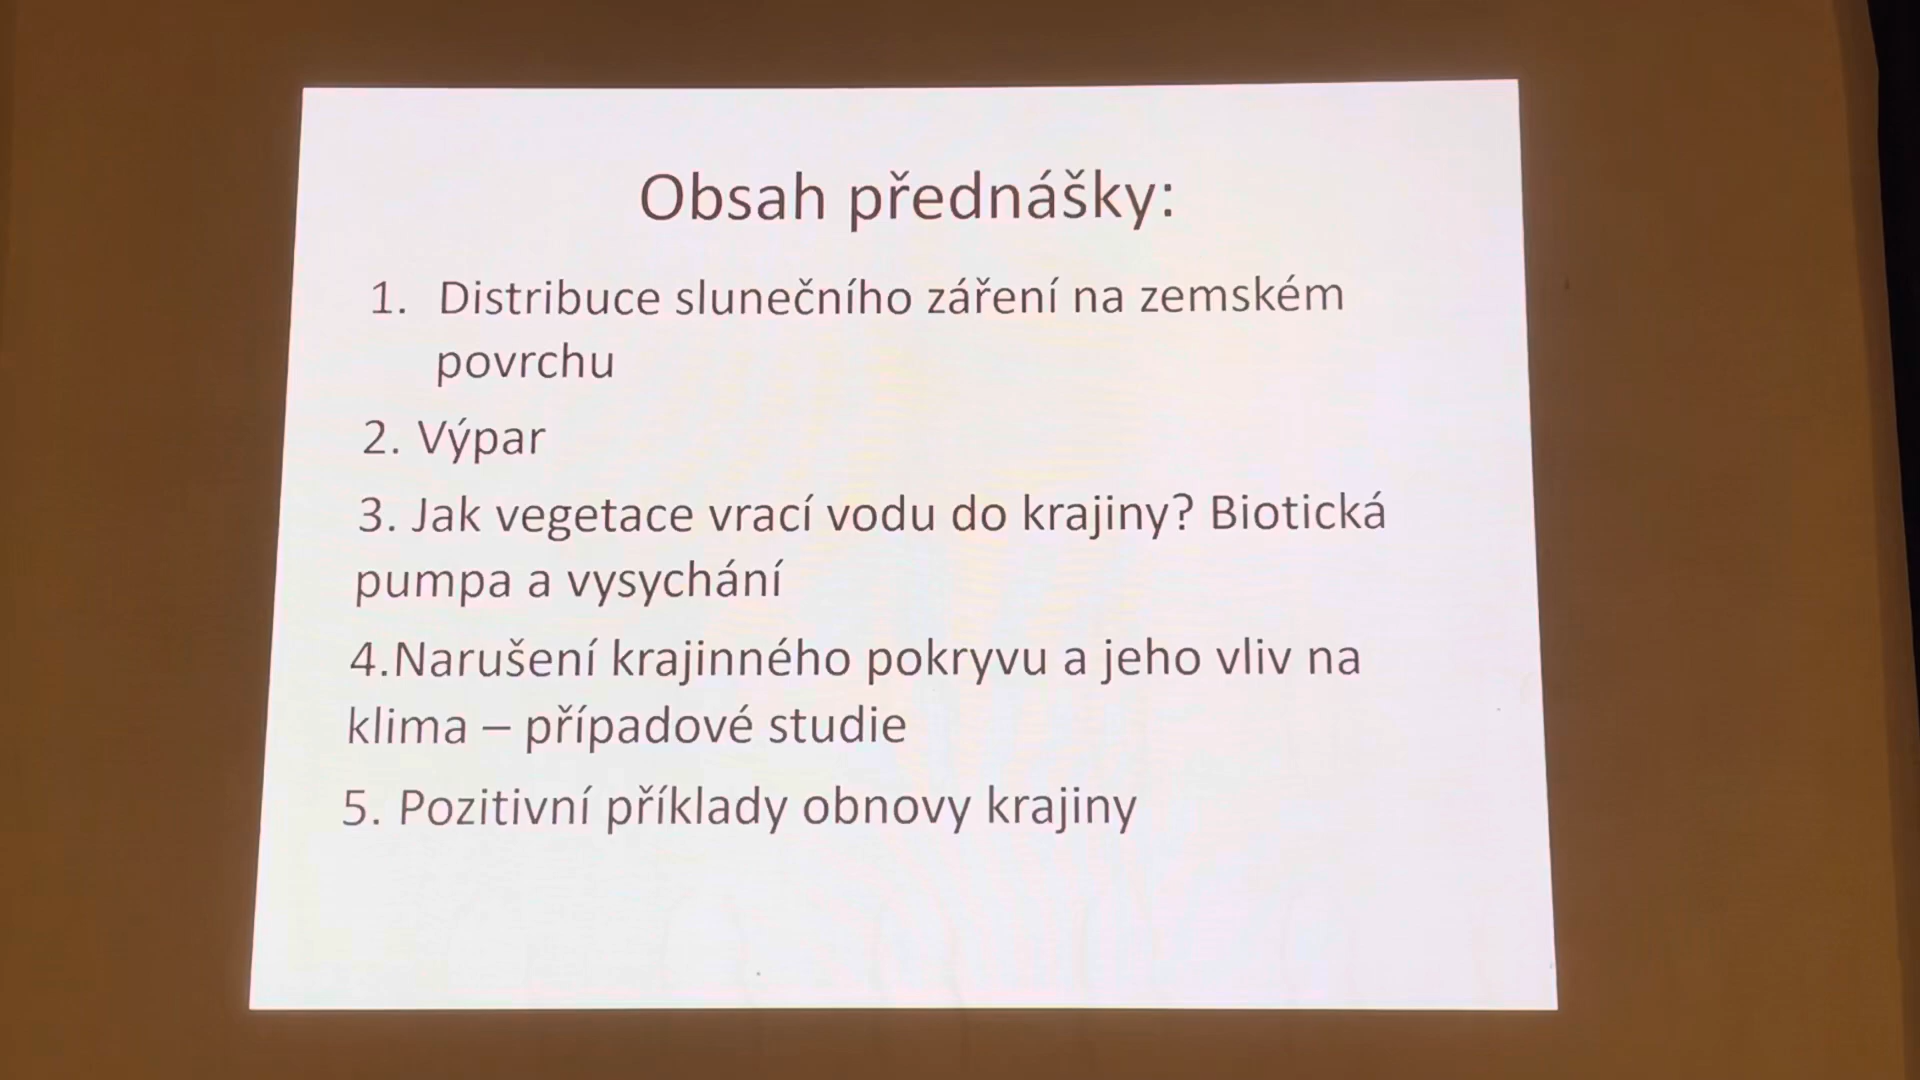 Obsah přednášky:
1. Distribuce slunečního záření na zemském
povrchu
2. Výpar
3. Jak vegetace vrací vodu do krajiny? Biotická
pumpa a vysychání
4.Narušení krajinného pokryvu a jeho vliv na
klima – případové studie
5. Pozitivní příklady obnovy krajiny